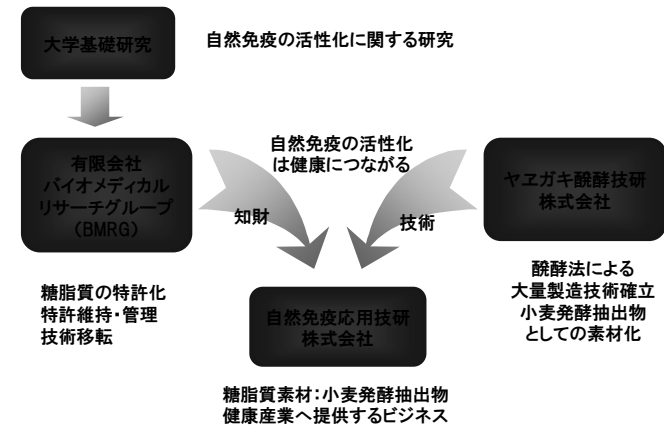 大学基礎研究
自然免疫の活性化に関する研究
有限会社
バイオメディカル
リサーチグループ
(BMRG)
自然免疫の活性化
は健康につながる
ヤヱガキ醗酵技研
株式会社
知財
技術
糖脂質の特許化
特許維持・管理
技術移転
自然免疫応用技研
株式会社
醗酵法による
大量製造技術確立
小麦発酵抽出物
としての素材化
糖脂質素材：小麦発酵抽出物
健康産業へ提供するビジネス